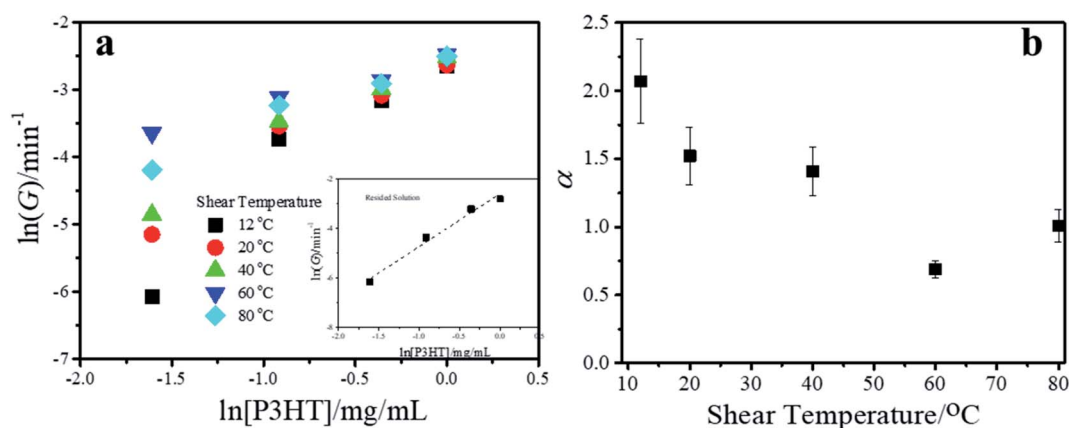 a
-2
-3
-4
-5
-6
-7
ln(G)/min⁻¹
-2.0 -1.5 -1.0 -0.5 0.0 0.5
ln[P3HT]/mg/mL
Shear Temperature
12 °C
20 °C
40 °C
60 °C
80 °C
Resided Solution
-2
-4
-6
-8
ln(G)/min⁻¹
-2.0 -1.5 -1.0 -0.5 0.0 0.5
ln[P3HT]/mg/mL
b
2.5
2.0
1.5
1.0
0.5
0.0
α
10 20 30 40 50 60 70 80
Shear Temperature/°C